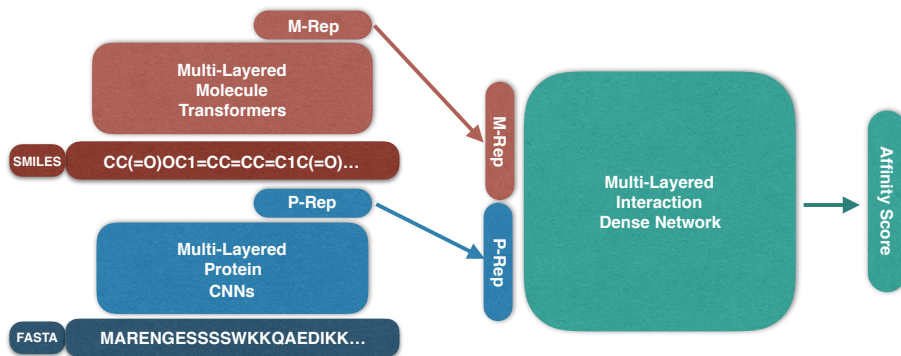 M-Rep
Multi-Layered
Molecule
Transformers
SMILES
CC(=O)OC1=CC=CC=C1C(=O)...
P-Rep
Multi-Layered
Protein
CNNs
FASTA
MARENGESSSSWKKQAEDIKK...
M-Rep
P-Rep
Multi-Layered
Interaction
Dense Network
Affinity Score